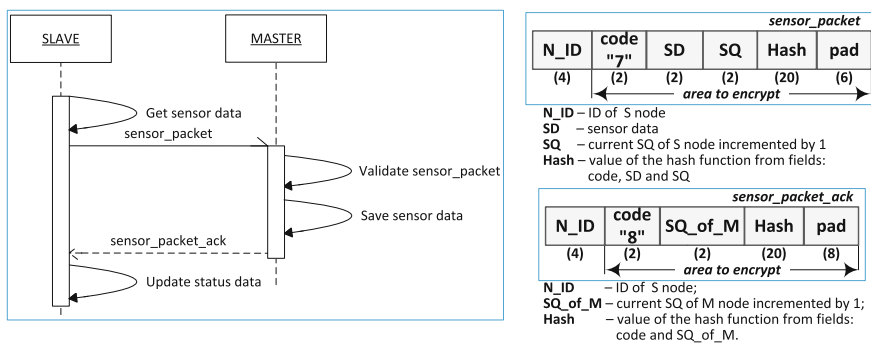 SLAVE
MASTER
Get sensor data
sensor_packet
Validate sensor_packet
Save sensor data
sensor_packet_ack
Update status data
sensor_packet
N_ID code "7" SD SQ Hash pad
(4) (2) (2) (2) (20) (6)
area to encrypt
N_ID – ID of S node
SD – sensor data
SQ – current SQ of S node incremented by 1
Hash – value of the hash function from fields:
code, SD and SQ
sensor_packet_ack
N_ID code "8" SQ_of_M Hash pad
(4) (2) (2) (20) (8)
area to encrypt
N_ID – ID of S node;
SQ_of_M – current SQ of M node incremented by 1;
Hash – value of the hash function from fields:
code and SQ_of_M.